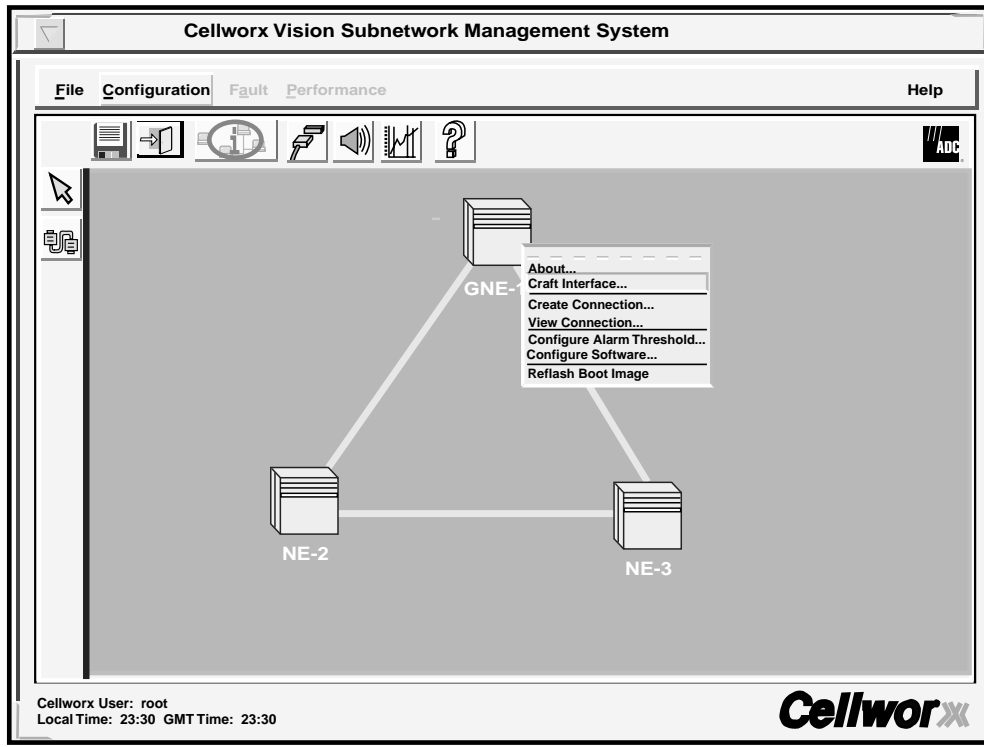 Cellworx Vision Subnetwork Management System
File Configuration Fault Performance Help
ADC
GNE-1
About...
Craft Interface...
Create Connection...
View Connection...
Configure Alarm Threshold...
Configure Software...
Reflash Boot Image
NE-2
NE-3
Cellworx User: root
Local Time: 23:30 GMT Time: 23:30
Cellworx